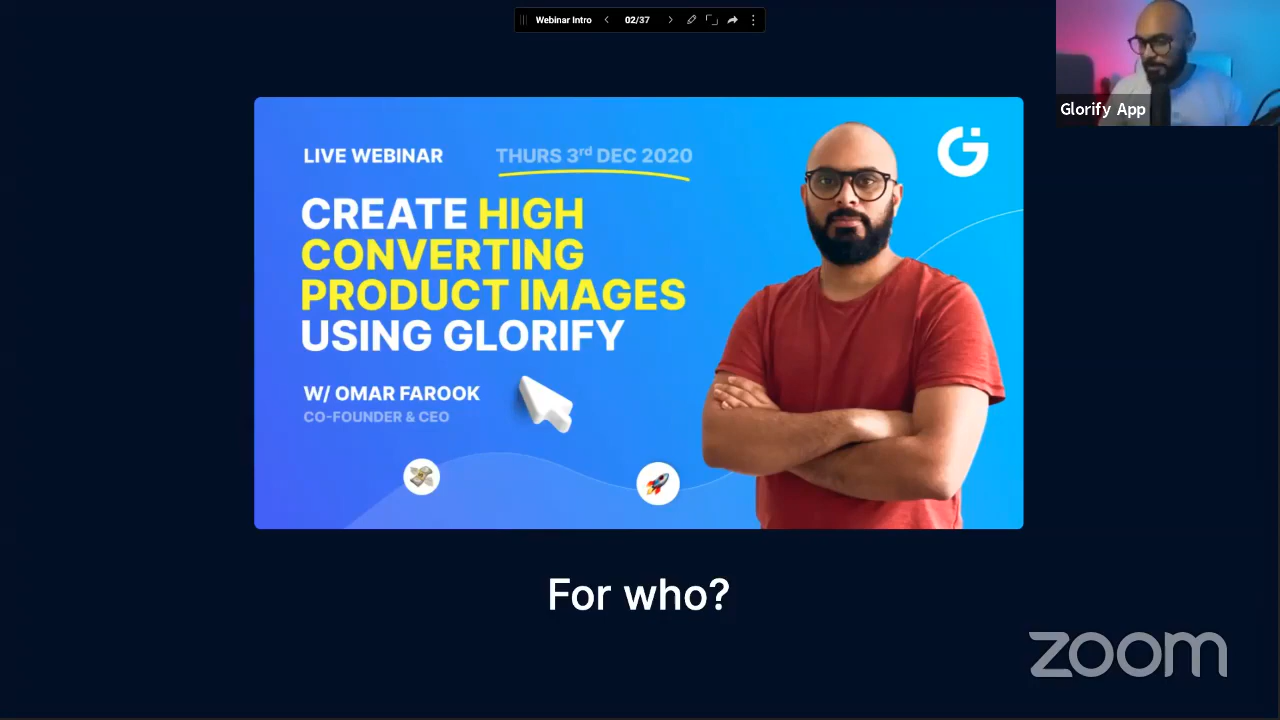 Webinar Intro
02/37
Glorify App
LIVE WEBINAR
THURS 3rd DEC 2020
CREATE HIGH
CONVERTING
PRODUCT IMAGES
USING GLORIFY
W/ OMAR FAROOK
CO-FOUNDER & CEO
For who?
zoom